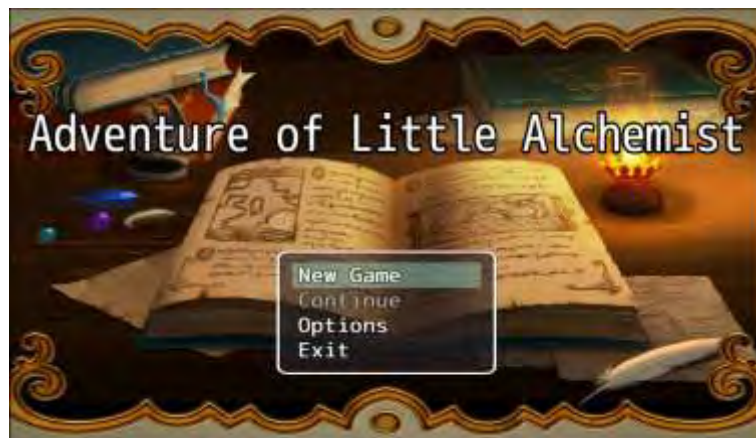 Adventure of Little Alchemist
New Game
Continue
Options
Exit